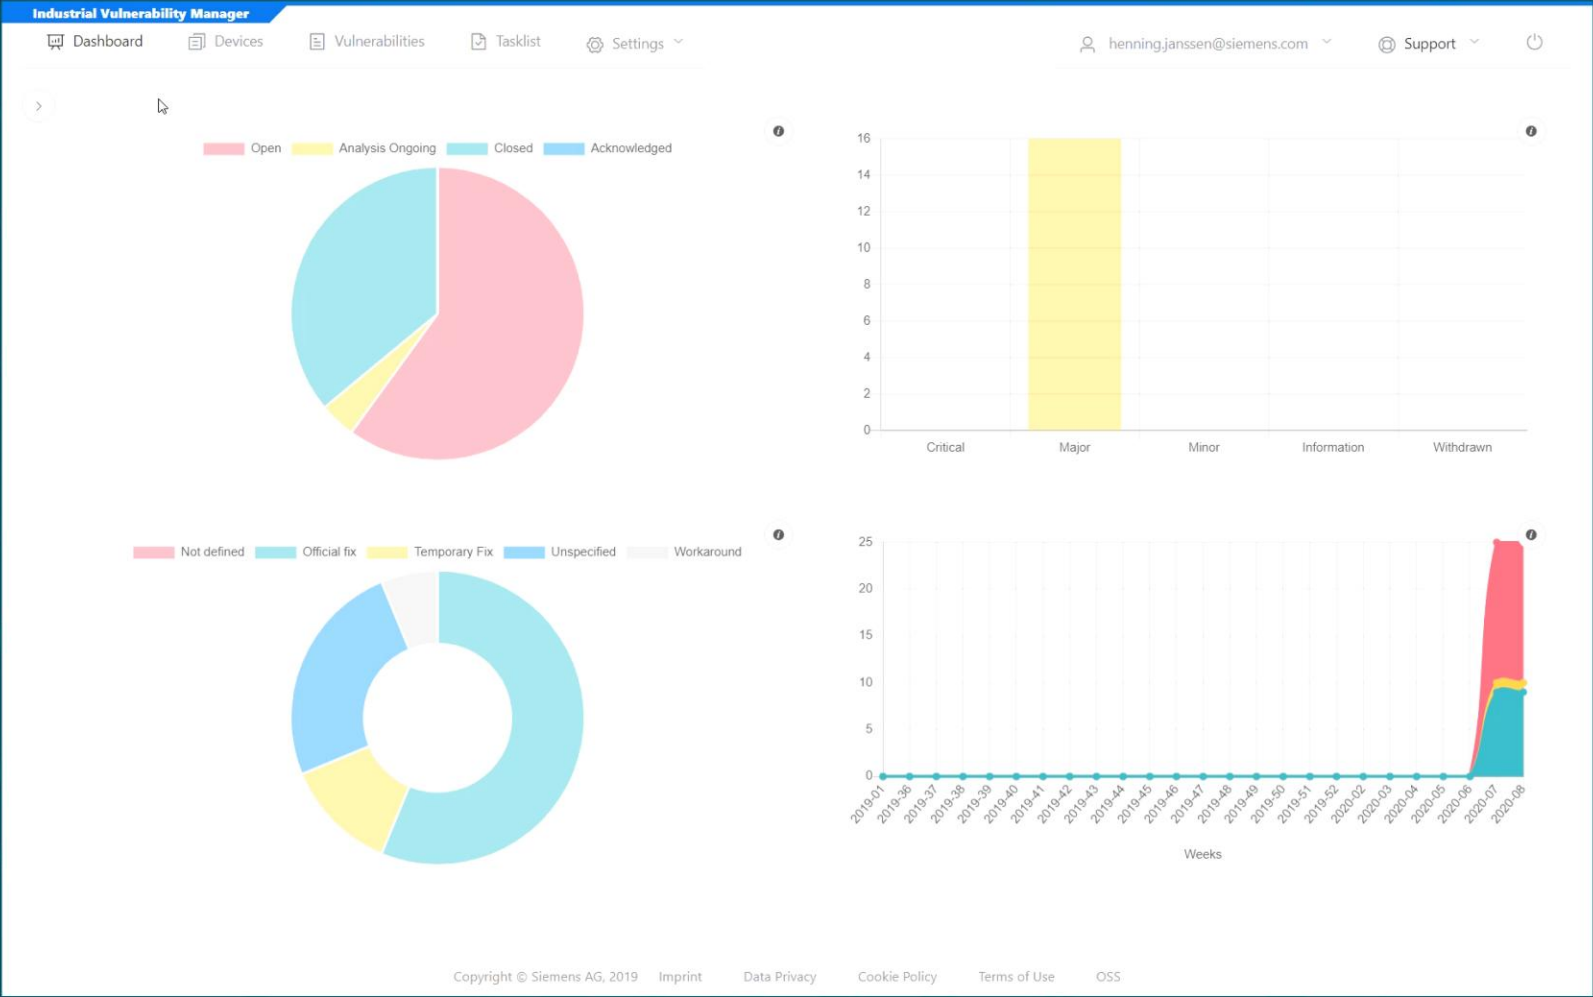 Industrial Vulnerability Manager
Dashboard Devices Vulnerabilities Tasklist Settings henning.janssen@siemens.com Support
Open Analysis Ongoing Closed Acknowledged
16
14
12
10
8
6
4
2
0
Critical Major Minor Information Withdrawn
Not defined Official fix Temporary Fix Unspecified Workaround
25
20
15
10
5
0
2019-01 2019-36 2019-37 2019-38 2019-39 2019-40 2019-41 2019-42 2019-43 2019-44 2019-45 2019-46 2019-47 2019-48 2019-49 2019-50 2019-51 2019-52 2020-02 2020-03 2020-04 2020-05 2020-06 2020-07 2020-08
Weeks
Copyright © Siemens AG, 2019 Imprint Data Privacy Cookie Policy Terms of Use OSS